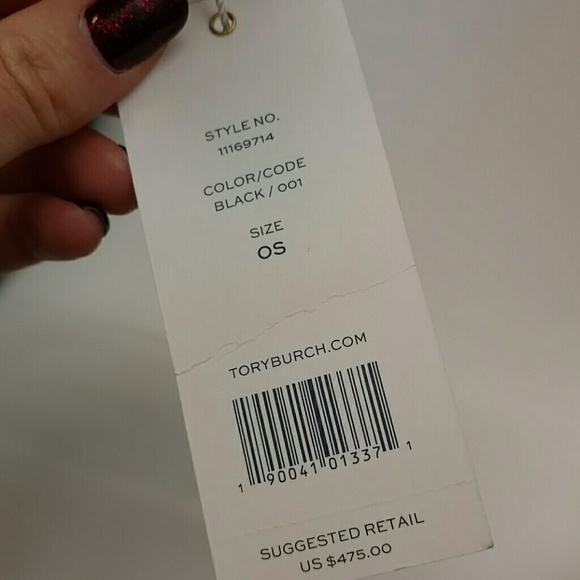 STYLE NO.
11169714
COLOR/CODE
BLACK / 001
SIZE
OS
TORYBURCH.COM
1 90041 01337 1
SUGGESTED RETAIL
US $475.00